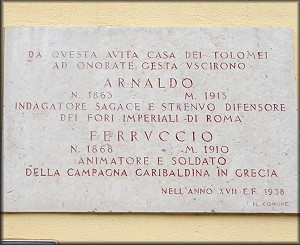 DA QVESTA AVITA CASA DEI TOLOMEI
AD ONORATE GESTA VSCIRONO
ARNALDO
N. 1863 M. 1913
INDAGATORE SAGACE E STRENVO DIFENSORE
DEI FORI IMPERIALI DI ROMA
FERRVCCIO
N. 1868 M. 1910
ANIMATORE E SOLDATO
DELLA CAMPAGNA GARIBALDINA IN GRECIA
NELL'ANNO XVII E.F. 1938
IL COMUNE